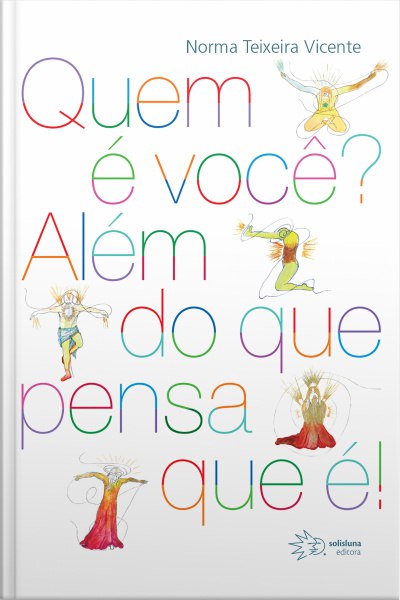 Norma Teixeira Vicente
Quem
é você?
Além
do que
pensa
que é!
solisluna
editora